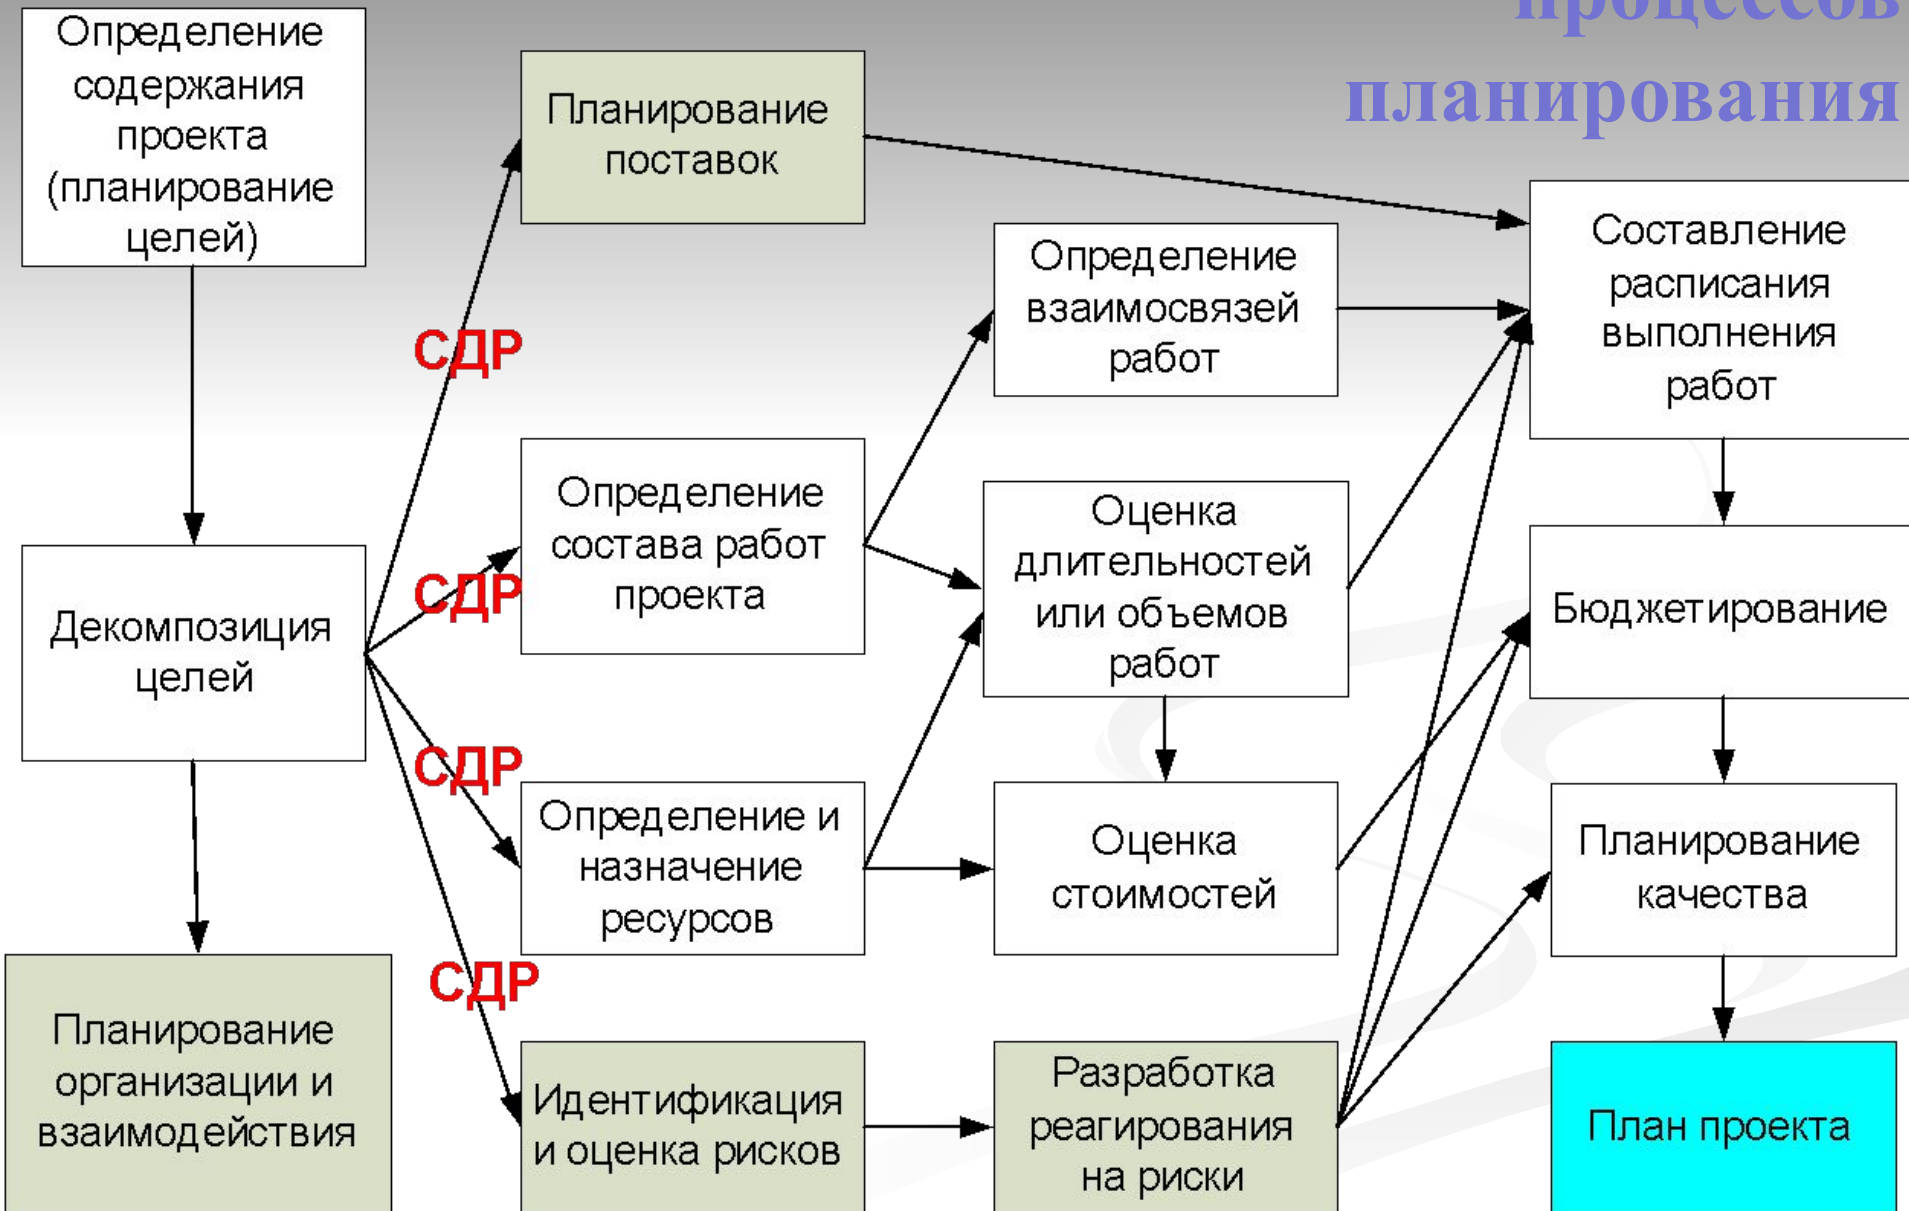 процессов
планирования
Определение
содержания
проекта
(планирование
целей)
Декомпозиция
целей
Планирование
организации и
взаимодействия
СДР
СДР
СДР
СДР
Планирование
поставок
Определение
состава работ
проекта
Определение и
назначение
ресурсов
Идентификация
и оценка рисков
Определение
взаимосвязей
работ
Оценка
длительностей
или объемов
работ
Оценка
стоимостей
Разработка
реагирования
на риски
Составление
расписания
выполнения
работ
Бюджетирование
Планирование
качества
План проекта